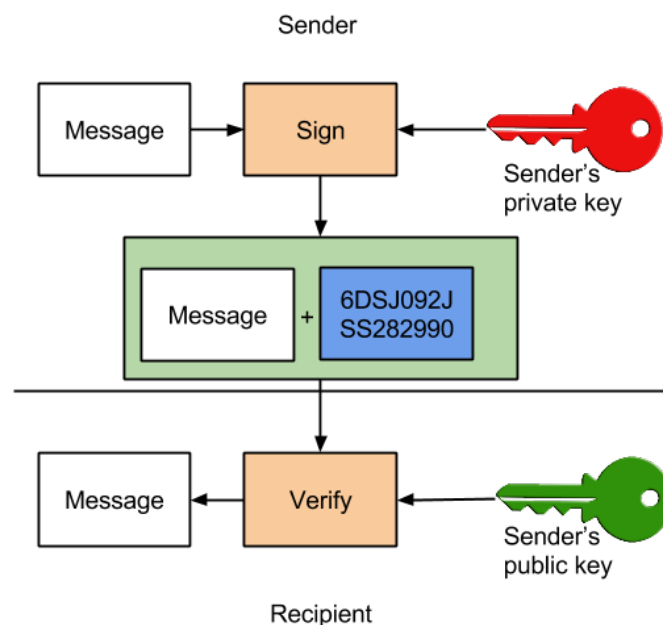 Sender
Message
Sign
Sender's
private key
Message
+
6DSJ092J
SS282990
Message
Verify
Sender's
public key
Recipient